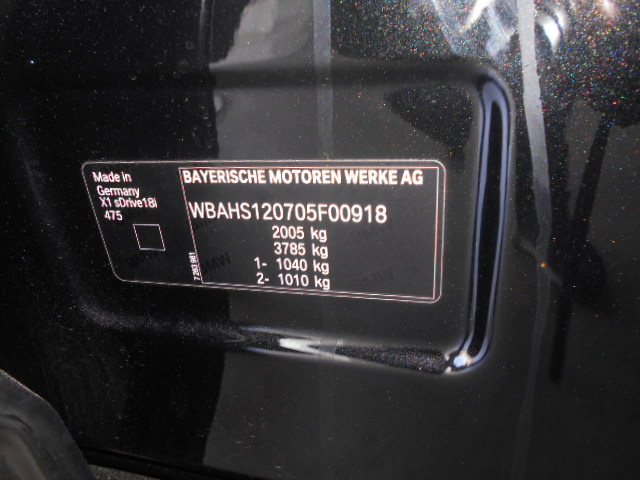 Made in
Germany
X1 sDrive18i
475
BAYERISCHE MOTOREN WERKE AG
WBAHS120705F00918
2005 kg
3785 kg
1- 1040 kg
2- 1010 kg